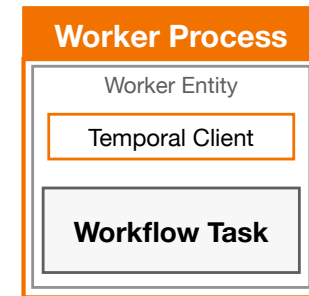 Worker Process
Worker Entity
Temporal Client
Workflow Task